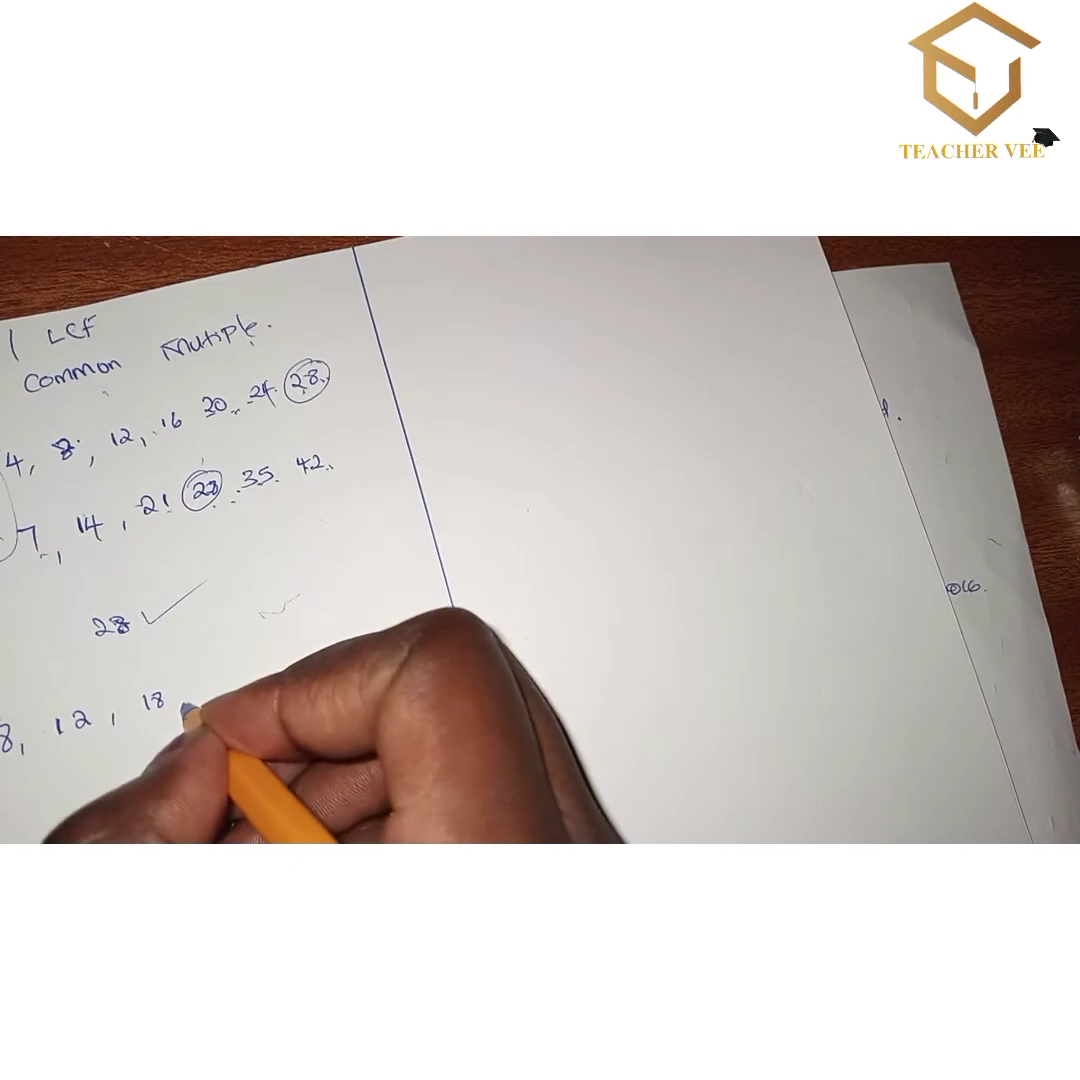 TEACHER VEE
LCF
Common Mutiple.
4, 8, 12, 16 20, 24. 28.
7, 14, 21, 28, 35. 42.
28 ✓
8, 12, 18